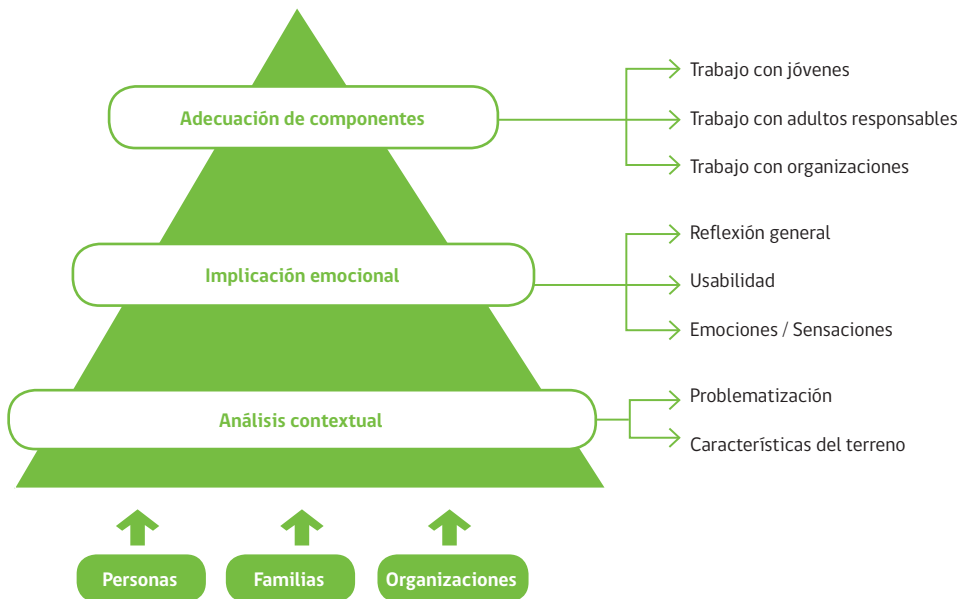 Adecuación de componentes
Trabajo con jóvenes
Trabajo con adultos responsables
Trabajo con organizaciones
Implicación emocional
Reflexión general
Usabilidad
Emociones / Sensaciones
Análisis contextual
Problematización
Características del terreno
Personas
Familias
Organizaciones